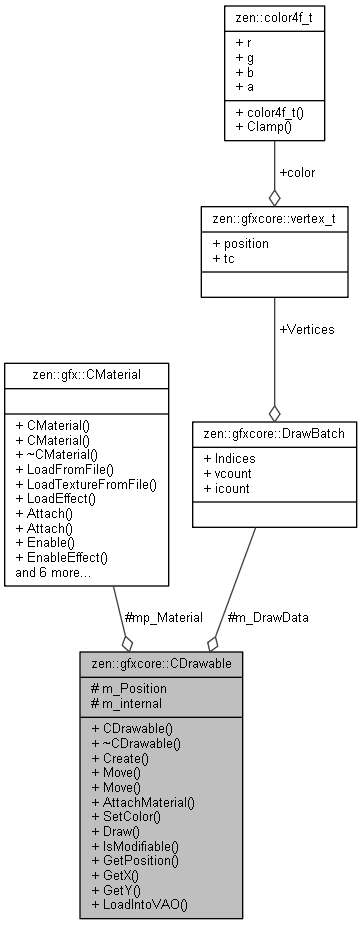 zen::color4f_t
+ r
+ g
+ b
+ a
+ color4f_t()
+ Clamp()
+color
zen::gfxcore::vertex_t
+ position
+ tc
+Vertices
zen::gfx::CMaterial
+ CMaterial()
+ CMaterial()
+ ~CMaterial()
+ LoadFromFile()
+ LoadTextureFromFile()
+ LoadEffect()
+ Attach()
+ Attach()
+ Enable()
+ EnableEffect()
and 6 more...
zen::gfxcore::DrawBatch
+ Indices
+ vcount
+ icount
#mp_Material
#m_DrawData
zen::gfxcore::CDrawable
# m_Position
# m_internal
+ CDrawable()
+ ~CDrawable()
+ Create()
+ Move()
+ Move()
+ AttachMaterial()
+ SetColor()
+ Draw()
+ IsModifiable()
+ GetPosition()
+ GetX()
+ GetY()
+ LoadIntoVAO()